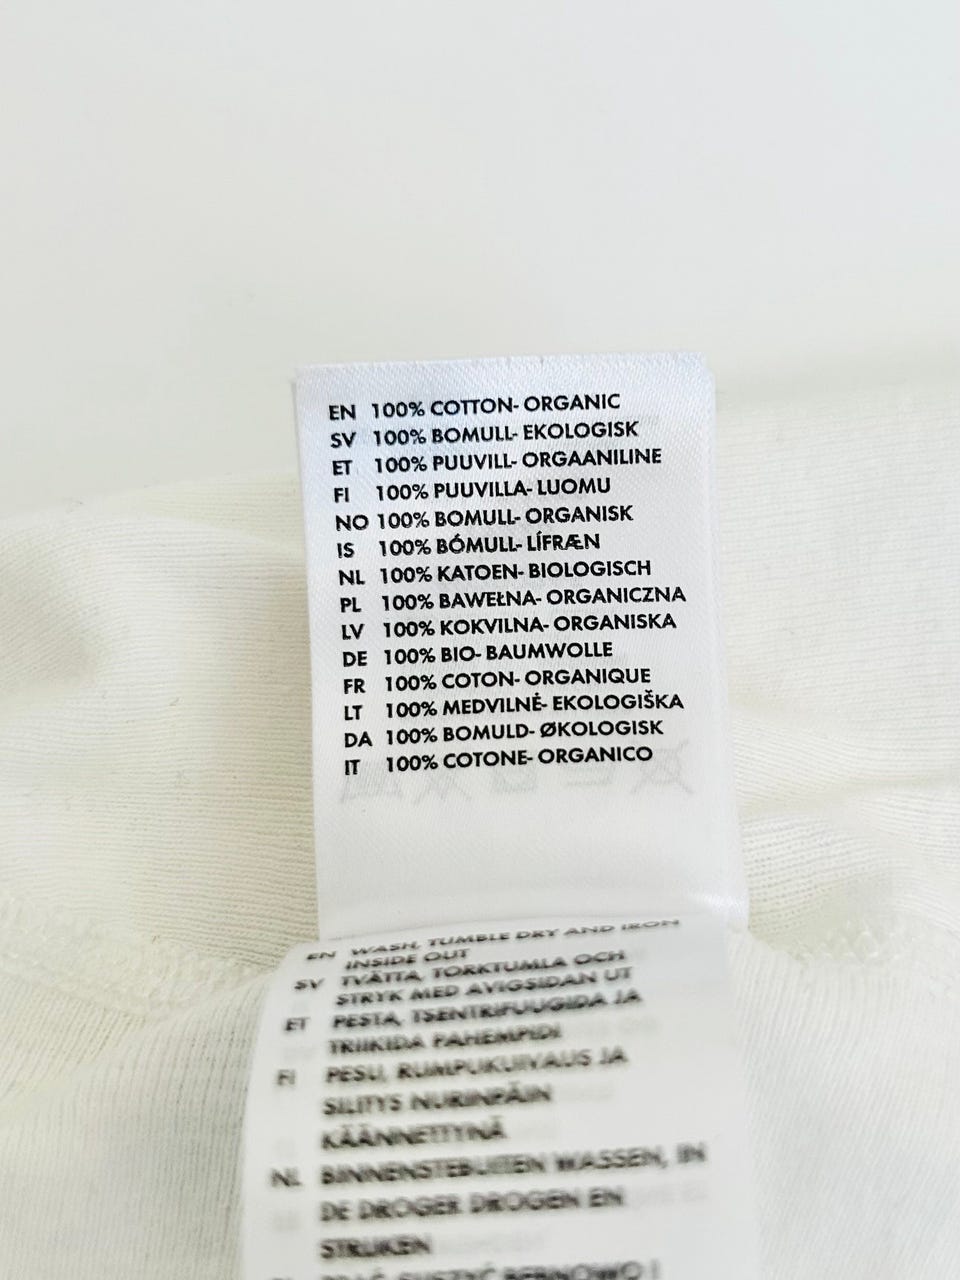 EN 100% COTTON- ORGANIC
SV 100% BOMULL- EKOLOGISK
ET 100% PUUVILL- ORGAANILINE
FI 100% PUUVILLA- LUOMU
NO 100% BOMULL- ORGANISK
IS 100% BÓMULL- LÍFRÆN
NL 100% KATOEN- BIOLOGISCH
PL 100% BAWEŁNA- ORGANICZNA
LV 100% KOKVILNA- ORGANISKA
DE 100% BIO- BAUMWOLLE
FR 100% COTON- ORGANIQUE
LT 100% MEDVILNĖ- EKOLOGIŠKA
DA 100% BOMULD- ØKOLOGISK
IT 100% COTONE- ORGANICO
EN WASH, TUMBLE DRY AND IRON
INSIDE OUT
SV TVÄTTA, TORKTUMLA OCH
STRYK MED AVIGSIDAN UT
ET PESTA, TSENTRIFUUGIDA JA
TRIIKIDA PAHEMPIDI
FI PESU, RUMPUKUIVAUS JA
SILITYS NURINPÄIN
KÄÄNNETTYNÄ
NL BINNENSTEBUITEN WASSEN, IN
DE DROGER DROGEN EN
STRIJKEN